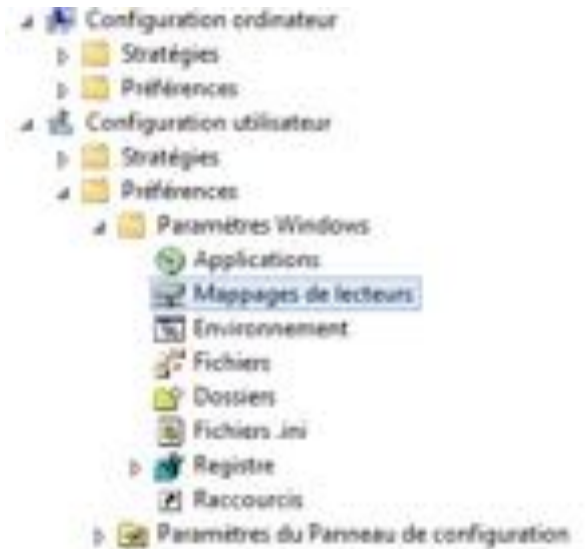 Configuration ordinateur
Stratégies
Préférences
Configuration utilisateur
Stratégies
Préférences
Paramètres Windows
Applications
Mappages de lecteurs
Environnement
Fichiers
Dossiers
Fichiers .ini
Registre
Raccourcis
Paramètres du Panneau de configuration